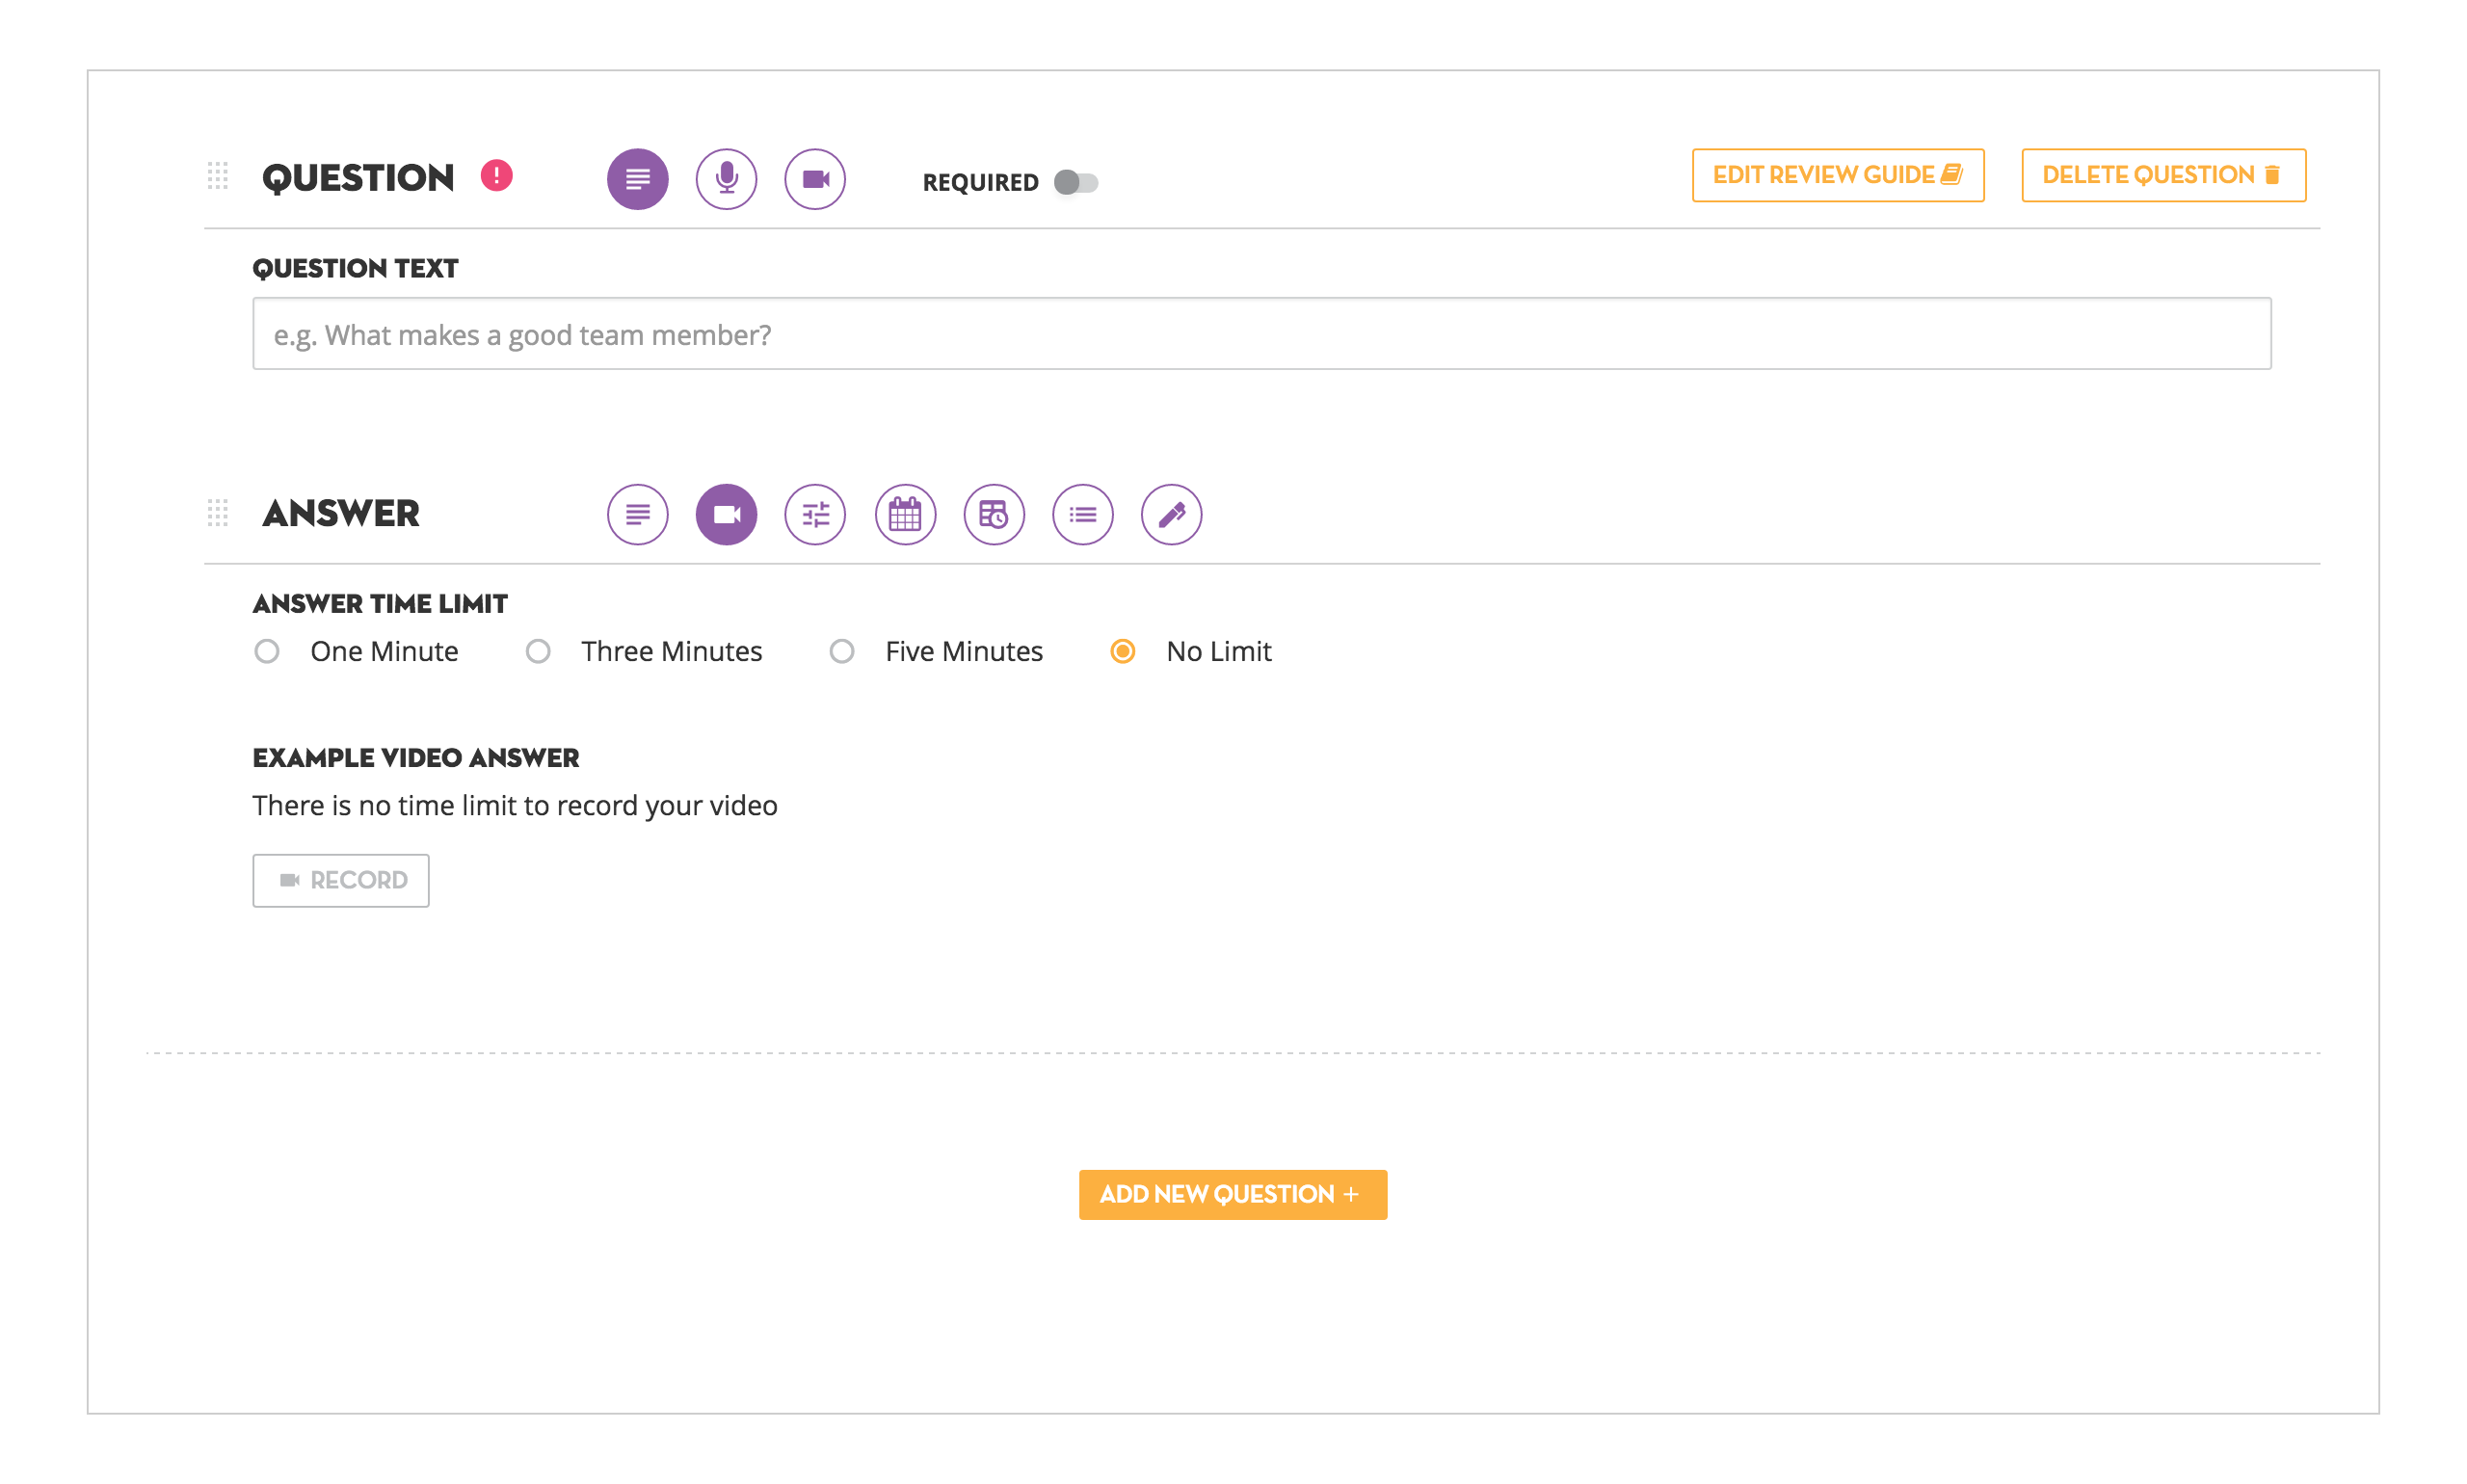 QUESTION
REQUIRED
EDIT REVIEW GUIDE
DELETE QUESTION
QUESTION TEXT
e.g. What makes a good team member?
ANSWER
ANSWER TIME LIMIT
One Minute Three Minutes Five Minutes No Limit
EXAMPLE VIDEO ANSWER
There is no time limit to record your video
RECORD
ADD NEW QUESTION +